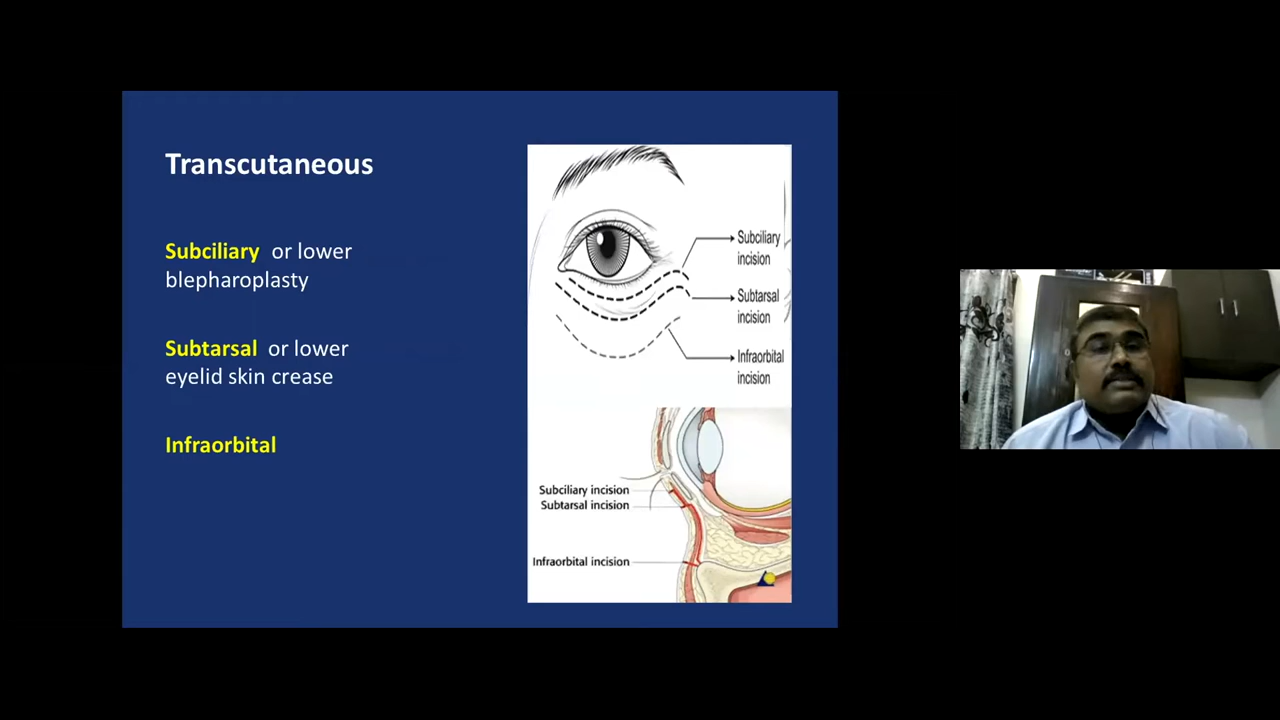 Transcutaneous
Subciliary or lower
blepharoplasty
Subtarsal or lower
eyelid skin crease
Infraorbital
Subciliary
incision
Subtarsal
incision
Infraorbital
incision
Subciliary incision
Subtarsal incision
Infraorbital incision